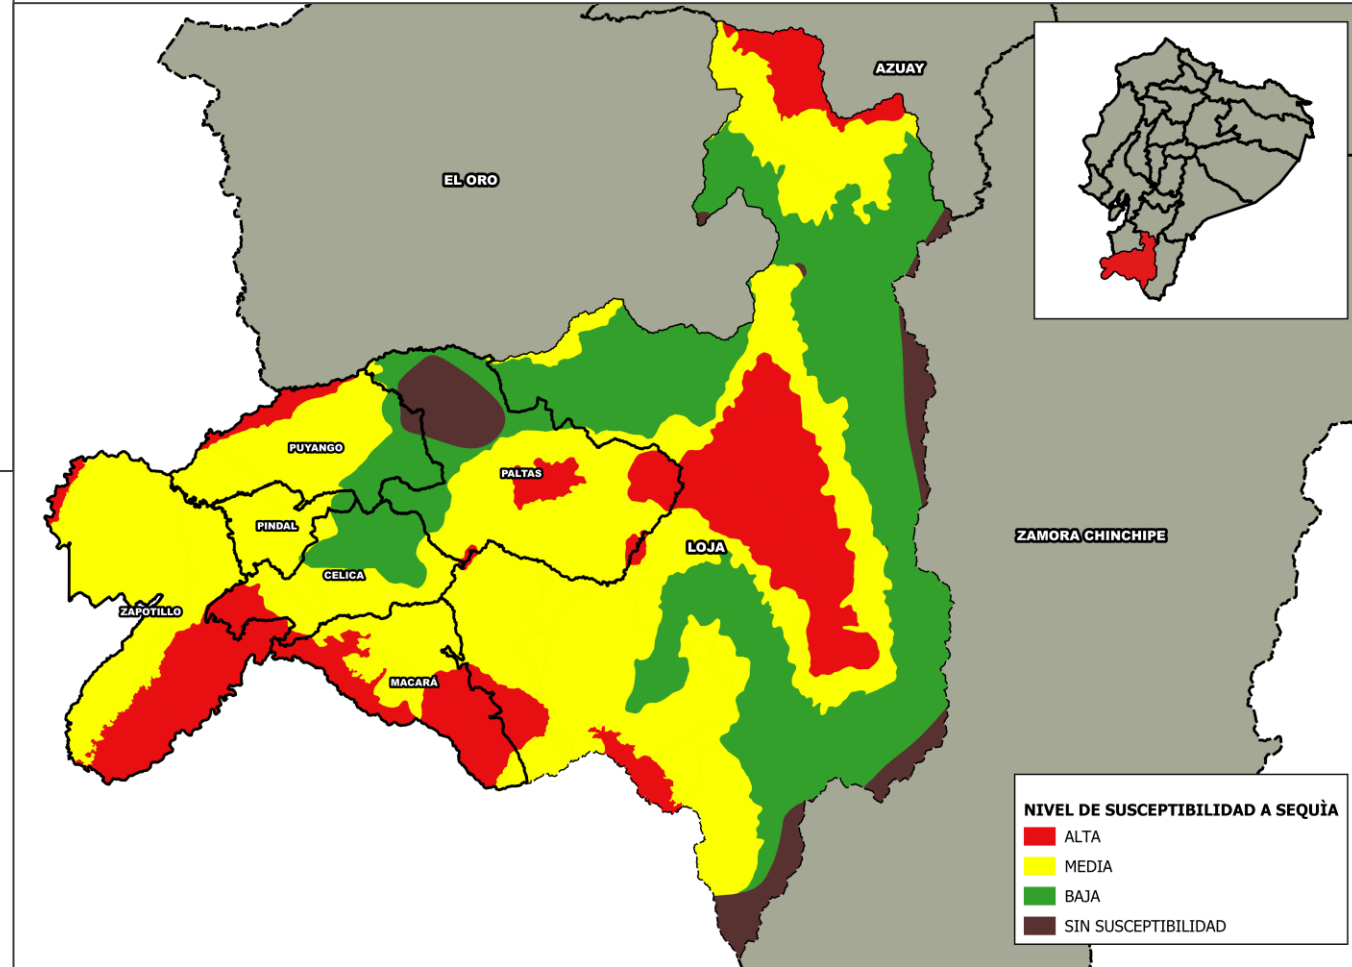 AZUAY
EL ORO
PUYANGO
PALTAS
PINDAL
LOJA
ZAMORA CHINCHIPE
CELICA
ZAPOTILLO
MACARÁ
NIVEL DE SUSCEPTIBILIDAD A SEQUÌA
ALTA
MEDIA
BAJA
SIN SUSCEPTIBILIDAD